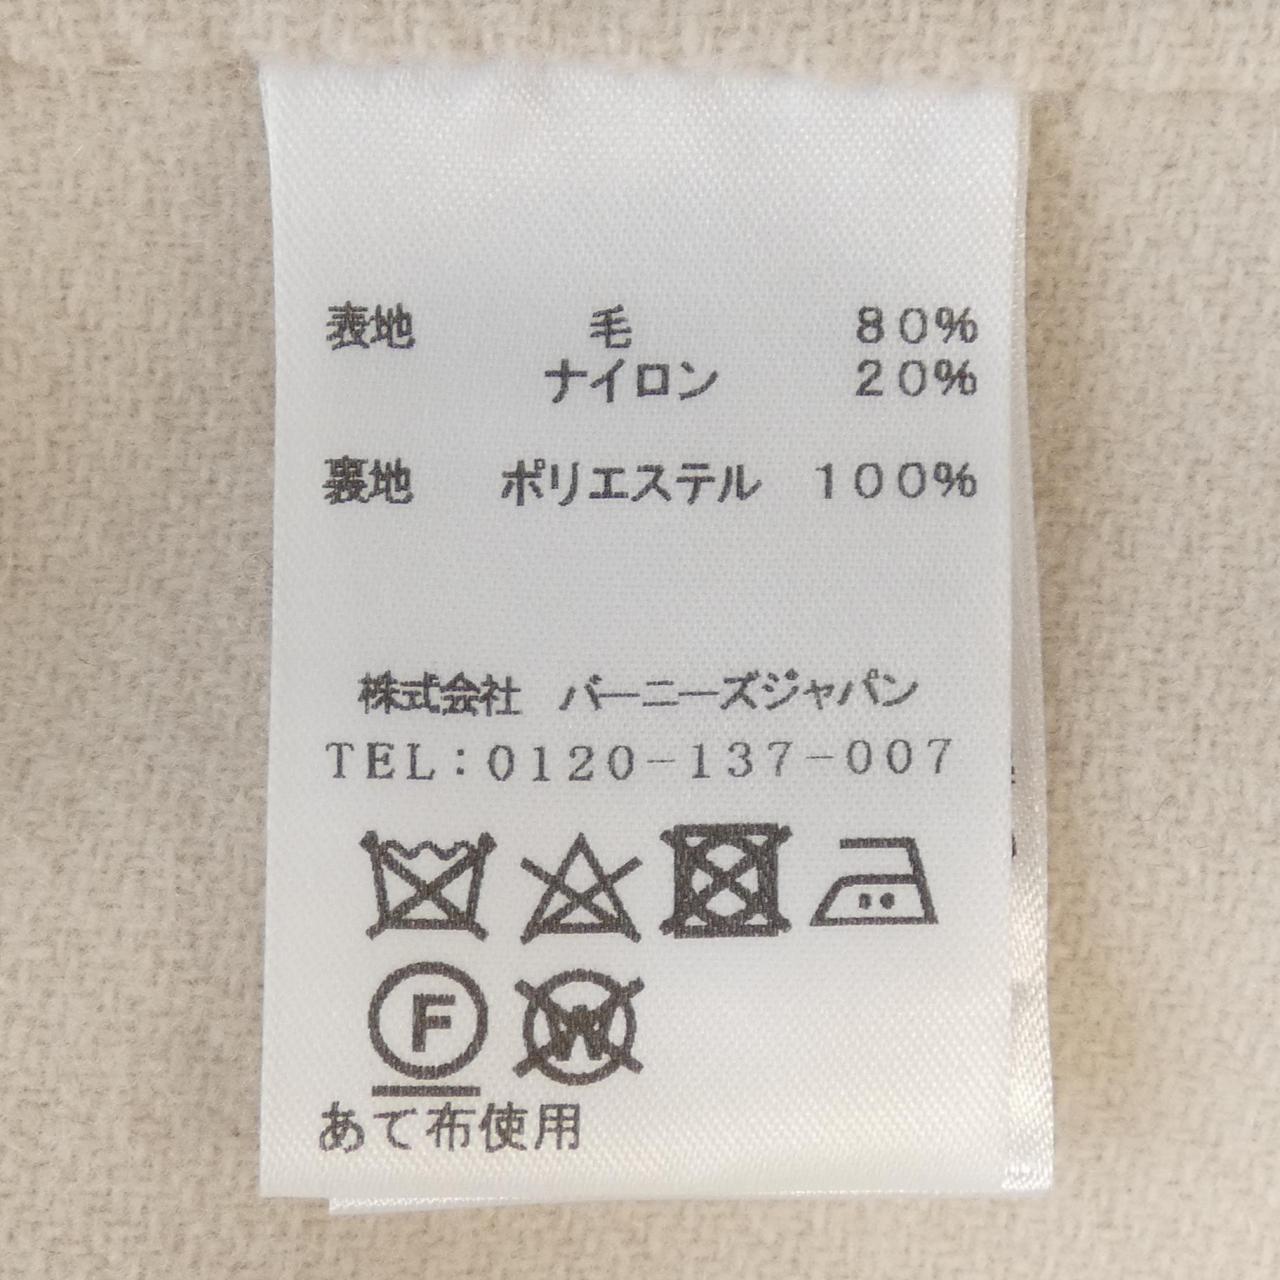 表地 毛 80%
ナイロン 20%
裏地 ポリエステル 100%
株式会社 バーニーズジャパン
TEL:0120-137-007
F W
あて布使用